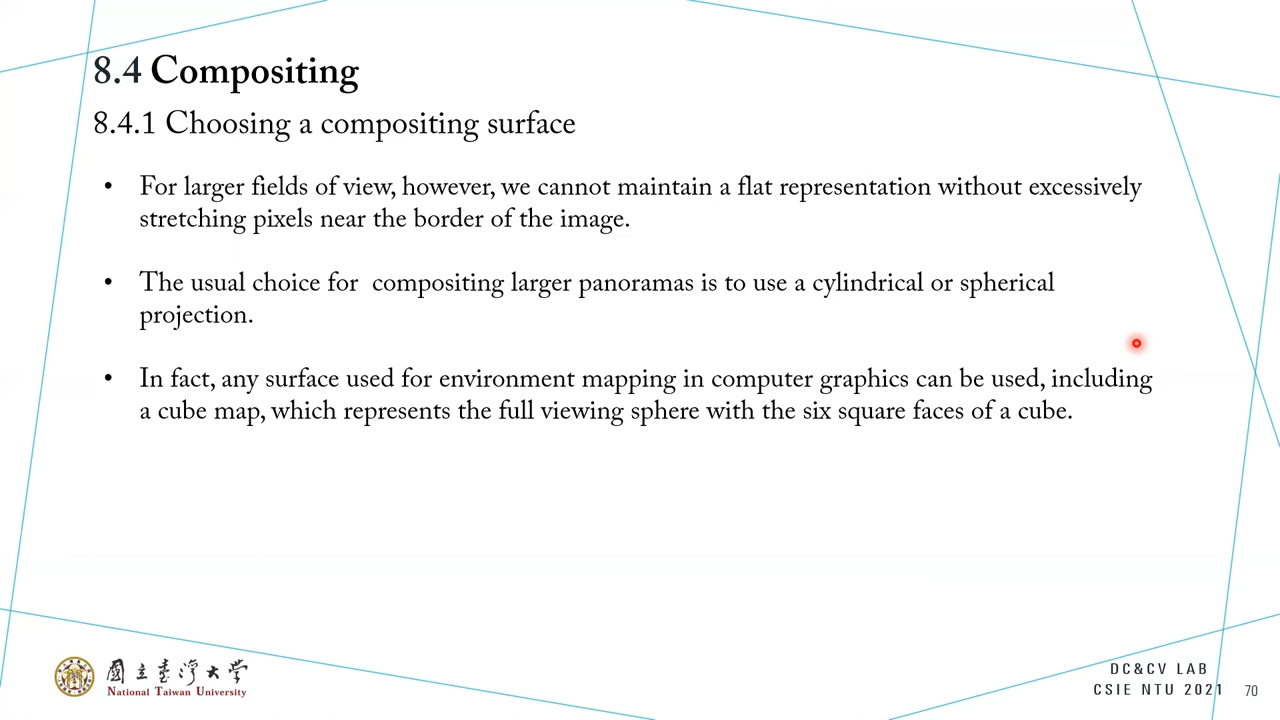 8.4 Compositing
8.4.1 Choosing a compositing surface
• For larger fields of view, however, we cannot maintain a flat representation without excessively
stretching pixels near the border of the image.
• The usual choice for compositing larger panoramas is to use a cylindrical or spherical
projection.
• In fact, any surface used for environment mapping in computer graphics can be used, including
a cube map, which represents the full viewing sphere with the six square faces of a cube.
國立臺灣大學
National Taiwan University
DC&CV LAB
CSIE NTU 2021
70